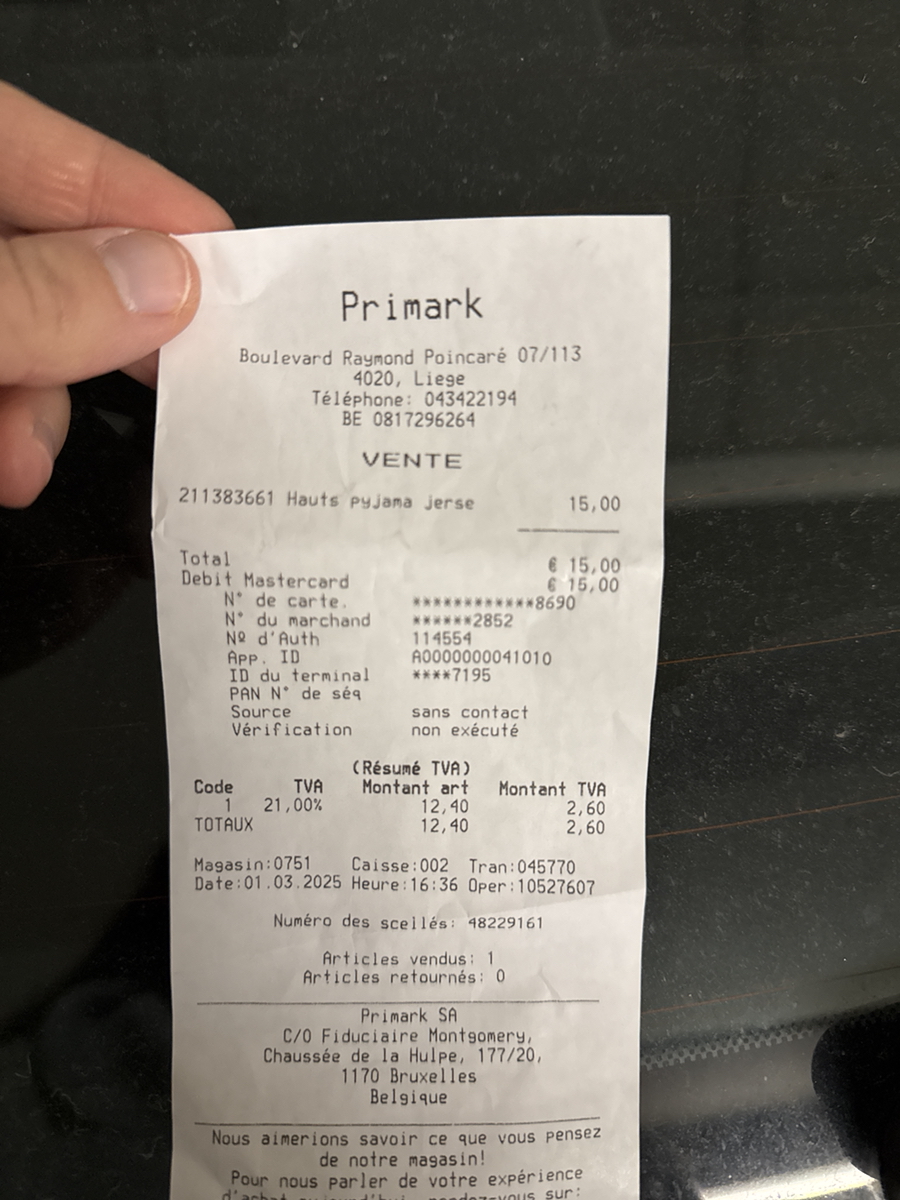 Primark
Boulevard Raymond Poincaré 07/113
4020, Liege
Téléphone: 043422194
BE 0817296264
VENTE
211383661 Hauts pyjama jerse 15,00
Total € 15,00
Debit Mastercard € 15,00
N° de carte. ************8690
N° du marchand ******2852
Nº d'Auth 114554
App. ID A0000000041010
ID du terminal ****7195
PAN N° de séq
Source sans contact
Vérification non exécuté
(Résumé TVA)
Code TVA Montant art Montant TVA
1 21,00% 12,40 2,60
TOTAUX 12,40 2,60
Magasin:0751 Caisse:002 Tran:045770
Date:01.03.2025 Heure:16:36 Oper:10527607
Numéro des scellés: 48229161
Articles vendus: 1
Articles retournés: 0
Primark SA
C/O Fiduciaire Montgomery,
Chaussée de la Hulpe, 177/20,
1170 Bruxelles
Belgique
Nous aimerions savoir ce que vous pensez
de notre magasin!
Pour nous parler de votre expérience
d'achat aujourd'hui, rendez-vous sur: